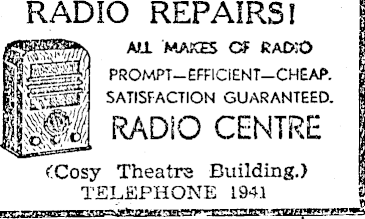 RADIO REPAIRS!
ALL MAKES OF RADIO
PROMPT—EFFICIENT—CHEAP.
SATISFACTION GUARANTEED.
RADIO CENTRE
(Cosy Theatre Building.)
TELEPHONE 1941